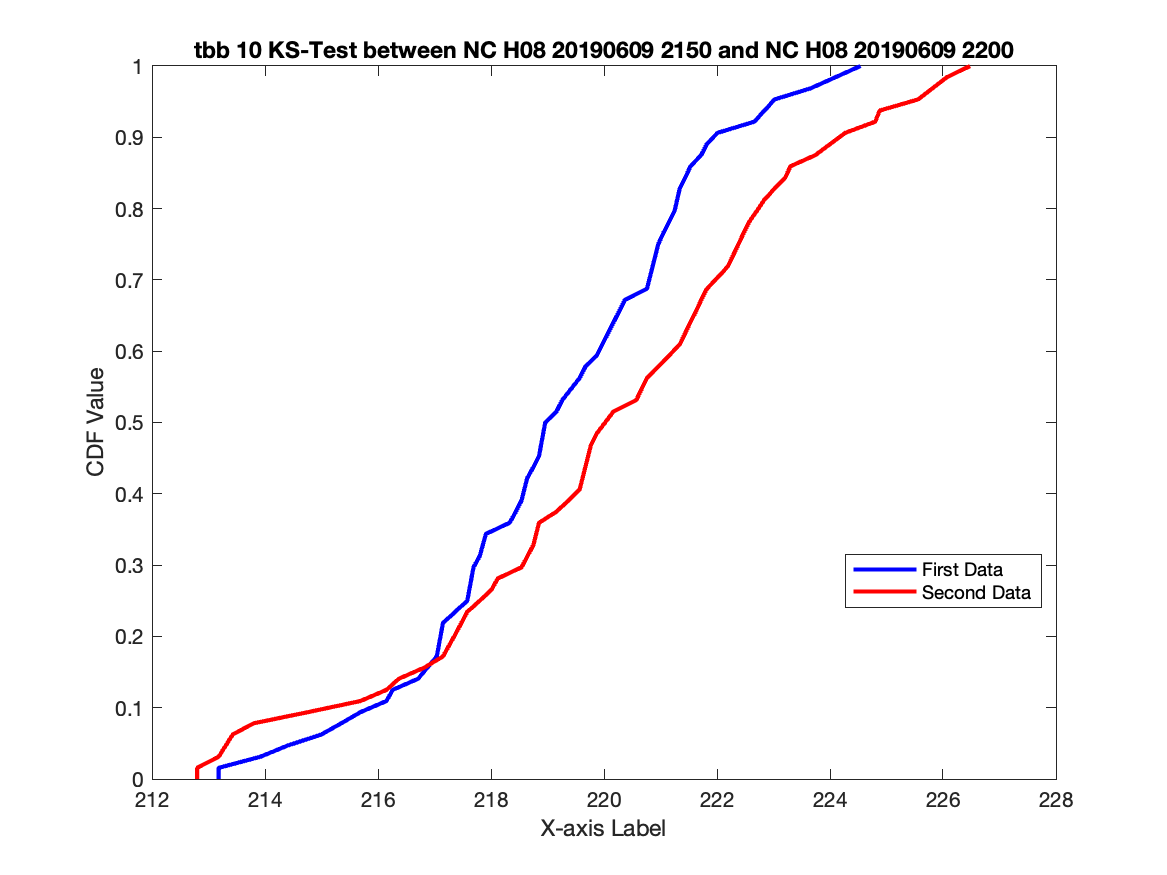 tbb 10 KS-Test between NC H08 20190609 2150 and NC H08 20190609 2200
1
0.9
0.8
0.7
0.6
0.5
0.4
0.3
0.2
0.1
0
CDF Value
First Data
Second Data
212 214 216 218 220 222 224 226 228
X-axis Label